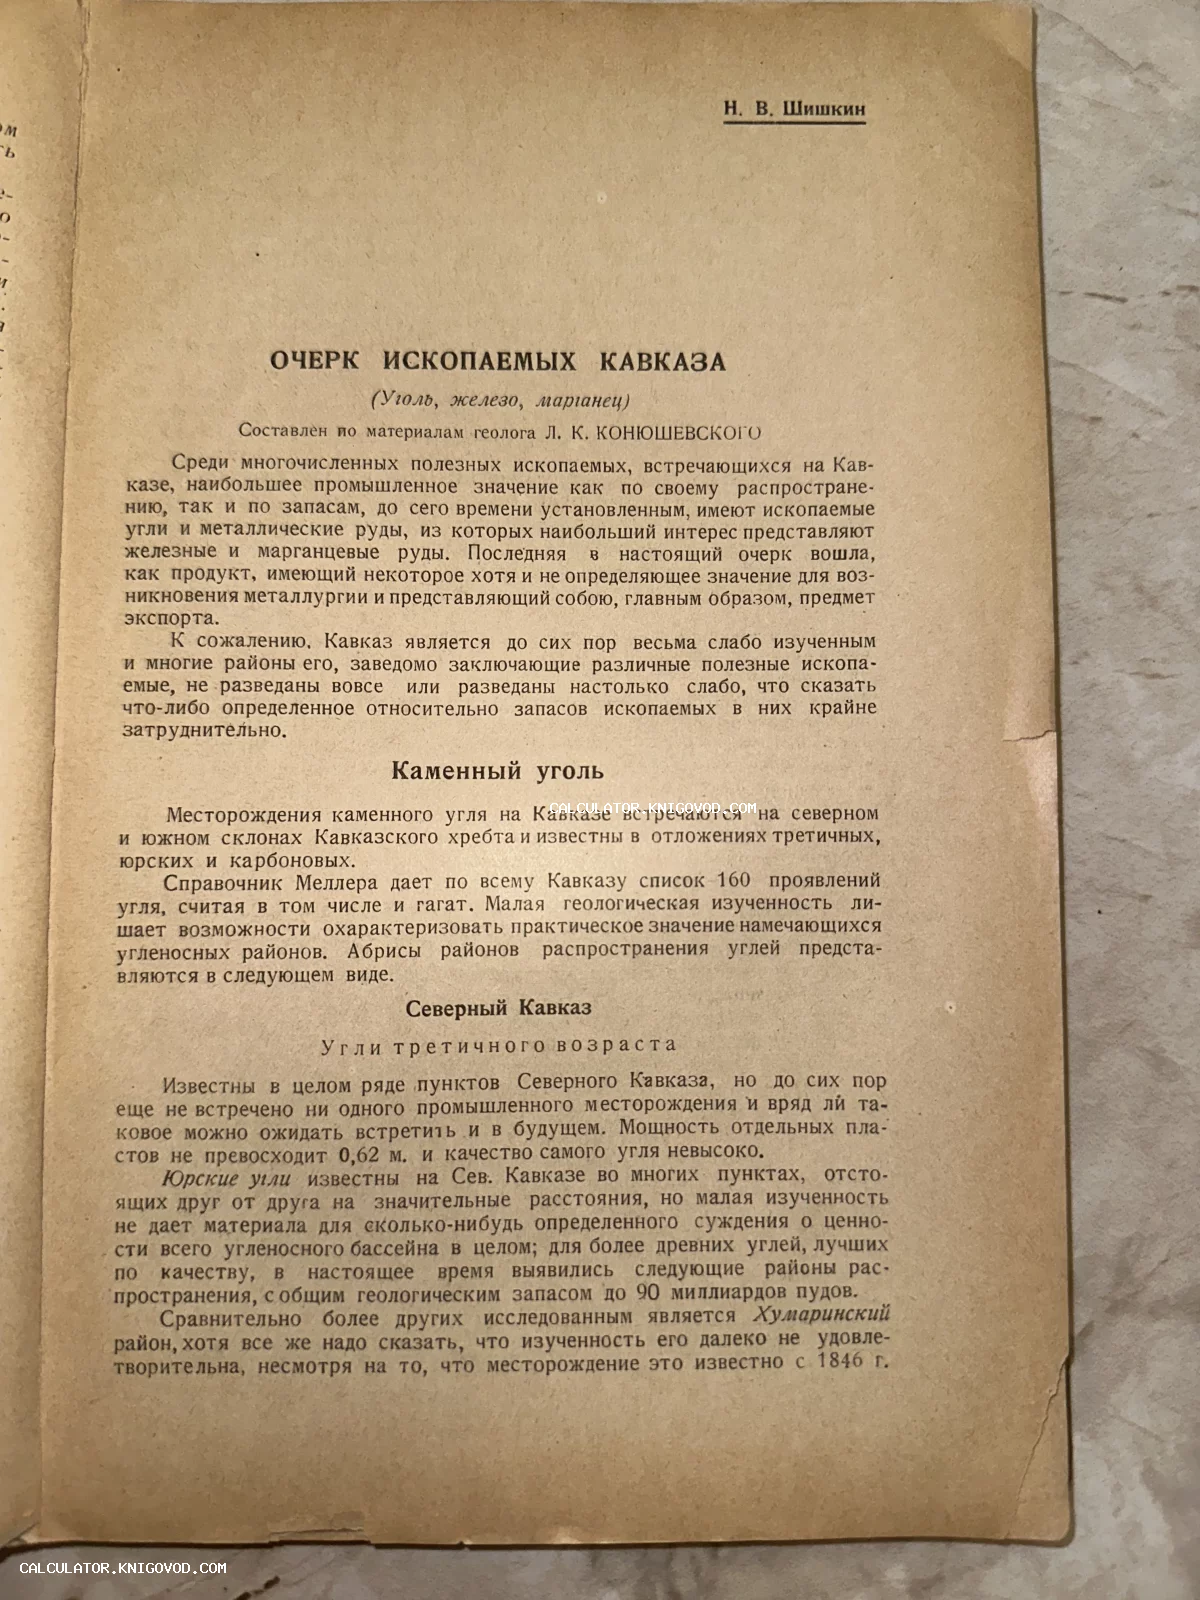 Н. В. Шишкин
ОЧЕРК ИСКОПАЕМЫХ КАВКАЗА
(Уголь, железо, марганец)
Составлен по материалам геолога Л. К. КОНЮШЕВСКОГО
Среди многочисленных полезных ископаемых, встречающихся на Кав-
казе, наибольшее промышленное значение как по своему распростране-
нию, так и по запасам, до сего времени установленным, имеют ископаемые
угли и металлические руды, из которых наибольший интерес представляют
железные и марганцевые руды. Последняя в настоящий очерк вошла,
как продукт, имеющий некоторое хотя и не определяющее значение для воз-
никновения металлургии и представляющий собою, главным образом, предмет
экспорта.
К сожалению, Кавказ является до сих пор весьма слабо изученным
и многие районы его, заведомо заключающие различные полезные ископа-
емые, не разведаны вовсе или разведаны настолько слабо, что сказать
что-либо определенное относительно запасов ископаемых в них крайне
затруднительно.
Каменный уголь
Месторождения каменного угля на Кавказе встречаются на северном
и южном склонах Кавказского хребта и известны в отложениях третичных,
юрских и карбоновых.
Справочник Меллера дает по всему Кавказу список 160 проявлений
угля, считая в том числе и гагат. Малая геологическая изученность ли-
шает возможности охарактеризовать практическое значение намечающихся
угленосных районов. Абрисы районов распространения углей предста-
вляются в следующем виде.
Северный Кавказ
Угли третичного возраста
Известны в целом ряде пунктов Северного Кавказа, но до сих пор
еще не встречено ни одного промышленного месторождения и вряд ли та-
ковое можно ожидать встретить и в будущем. Мощность отдельных пла-
стов не превосходит 0,62 м. и качество самого угля невысоко.
Юрские угли известны на Сев. Кавказе во многих пунктах, отсто-
ящих друг от друга на значительные расстояния, но малая изученность
не дает материала для сколько-нибудь определенного суждения о ценно-
сти всего угленосного бассейна в целом; для более древних углей, лучших
по качеству, в настоящее время выявились следующие районы рас-
пространения, с общим геологическим запасом до 90 миллиардов пудов.
Сравнительно более других исследованным является Хумаринский
район, хотя все же надо сказать, что изученность его далеко не удовле-
творительна, несмотря на то, что месторождение это известно с 1846 г.
CALCULATOR.KNIGOVOD.COM
CALCULATOR.KNIGOVOD.COM